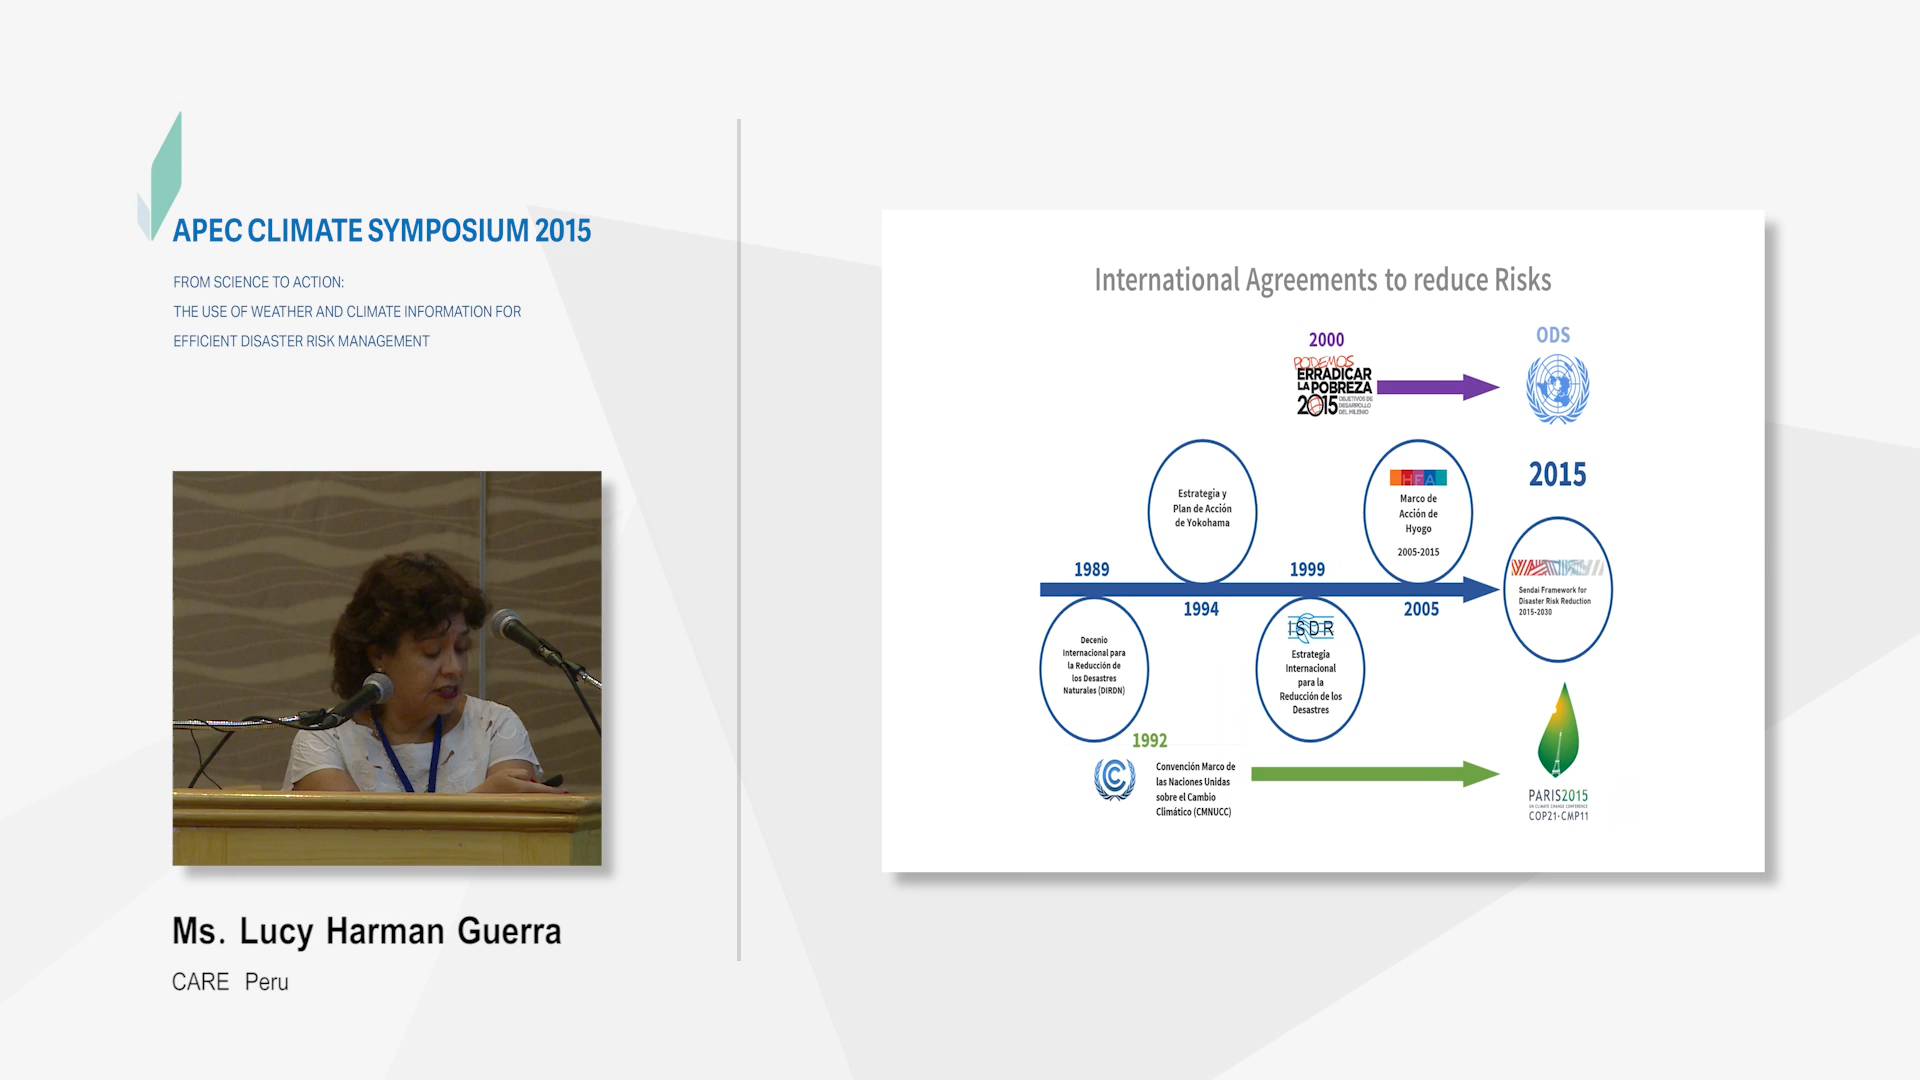 APEC CLIMATE SYMPOSIUM 2015
FROM SCIENCE TO ACTION:
THE USE OF WEATHER AND CLIMATE INFORMATION FOR
EFFICIENT DISASTER RISK MANAGEMENT
Ms. Lucy Harman Guerra
CARE Peru
International Agreements to reduce Risks
2000
PODEMOS
ERRADICAR
LA POBREZA
2015
OBJETIVOS DE
DESARROLLO
DEL MILENIO
ODS
2015
Estrategia y
Plan de Acción
de Yokohama
HFA
Marco de
Acción de
Hyogo
2005-2015
1989
1994
1999
2005
Sendai Framework for
Disaster Risk Reduction
2015-2030
Decenio
Internacional para
la Reducción de
los Desastres
Naturales (DIRDN)
ISDR
Estrategia
Internacional
para la
Reducción de los
Desastres
1992
Convención Marco de
las Naciones Unidas
sobre el Cambio
Climático (CMNUCC)
PARIS2015
UN CLIMATE CHANGE CONFERENCE
COP21·CMP11